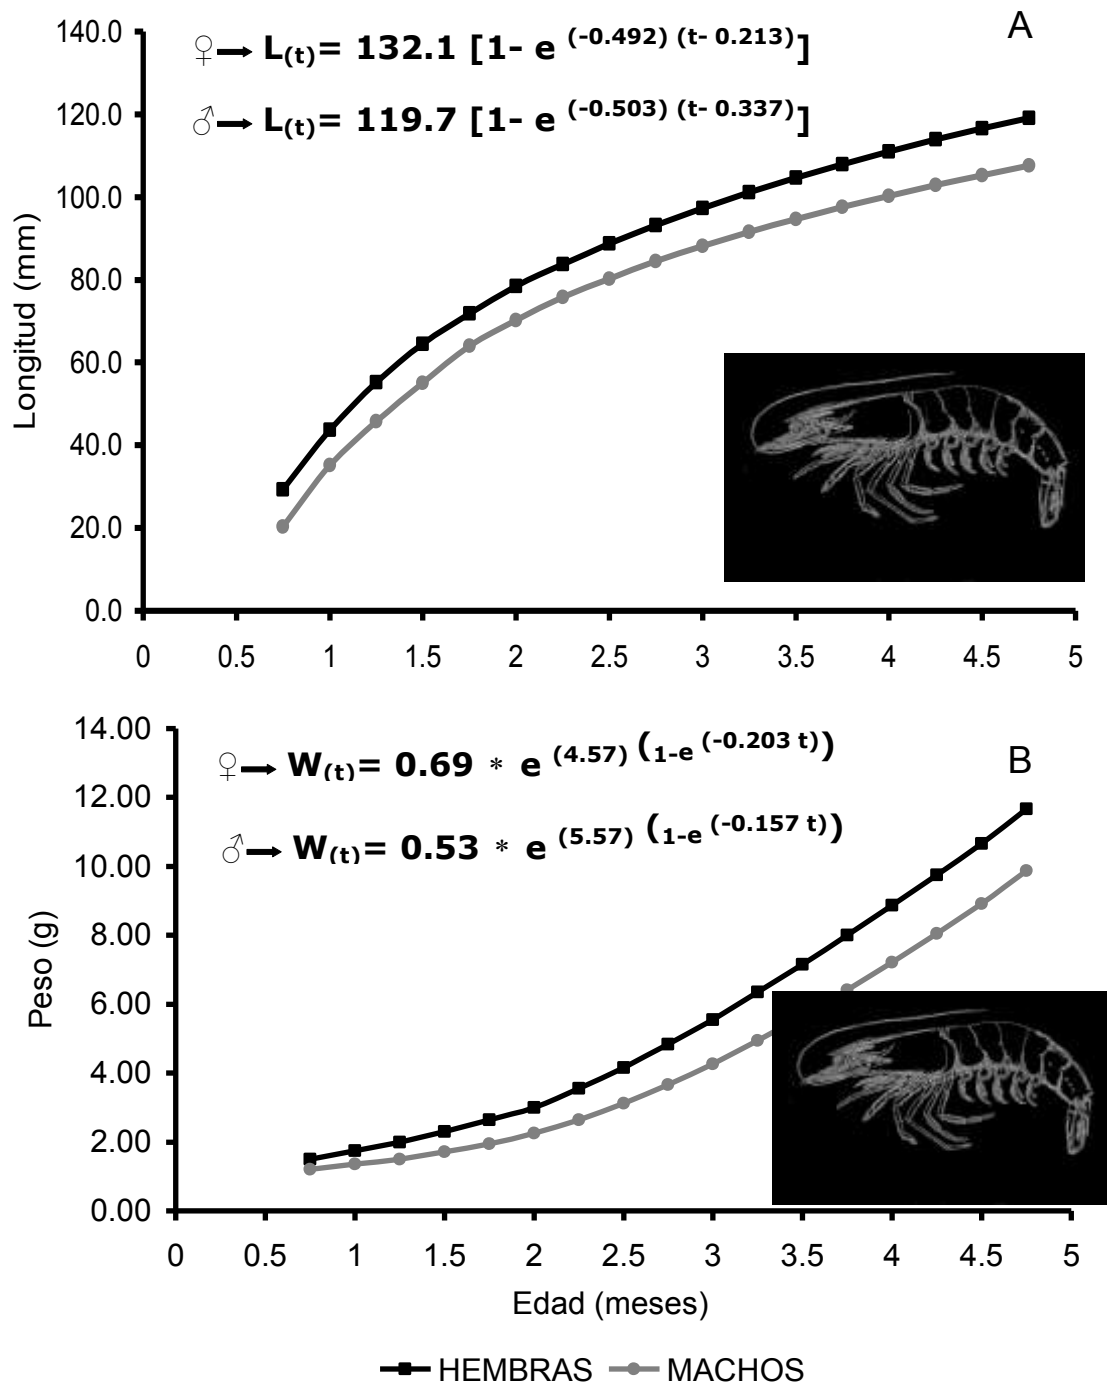 A
♀→ L(t)= 132.1 [1- e (-0.492) (t- 0.213)]
♂→ L(t)= 119.7 [1- e (-0.503) (t- 0.337)]
140.0
120.0
100.0
80.0
60.0
40.0
20.0
0.0
Longitud (mm)
0 0.5 1 1.5 2 2.5 3 3.5 4 4.5 5
B
♀→ W(t)= 0.69 * e (4.57) (1-e (-0.203 t))
♂→ W(t)= 0.53 * e (5.57) (1-e (-0.157 t))
14.00
12.00
10.00
8.00
6.00
4.00
2.00
0.00
Peso (g)
0 0.5 1 1.5 2 2.5 3 3.5 4 4.5 5
Edad (meses)
HEMBRAS MACHOS